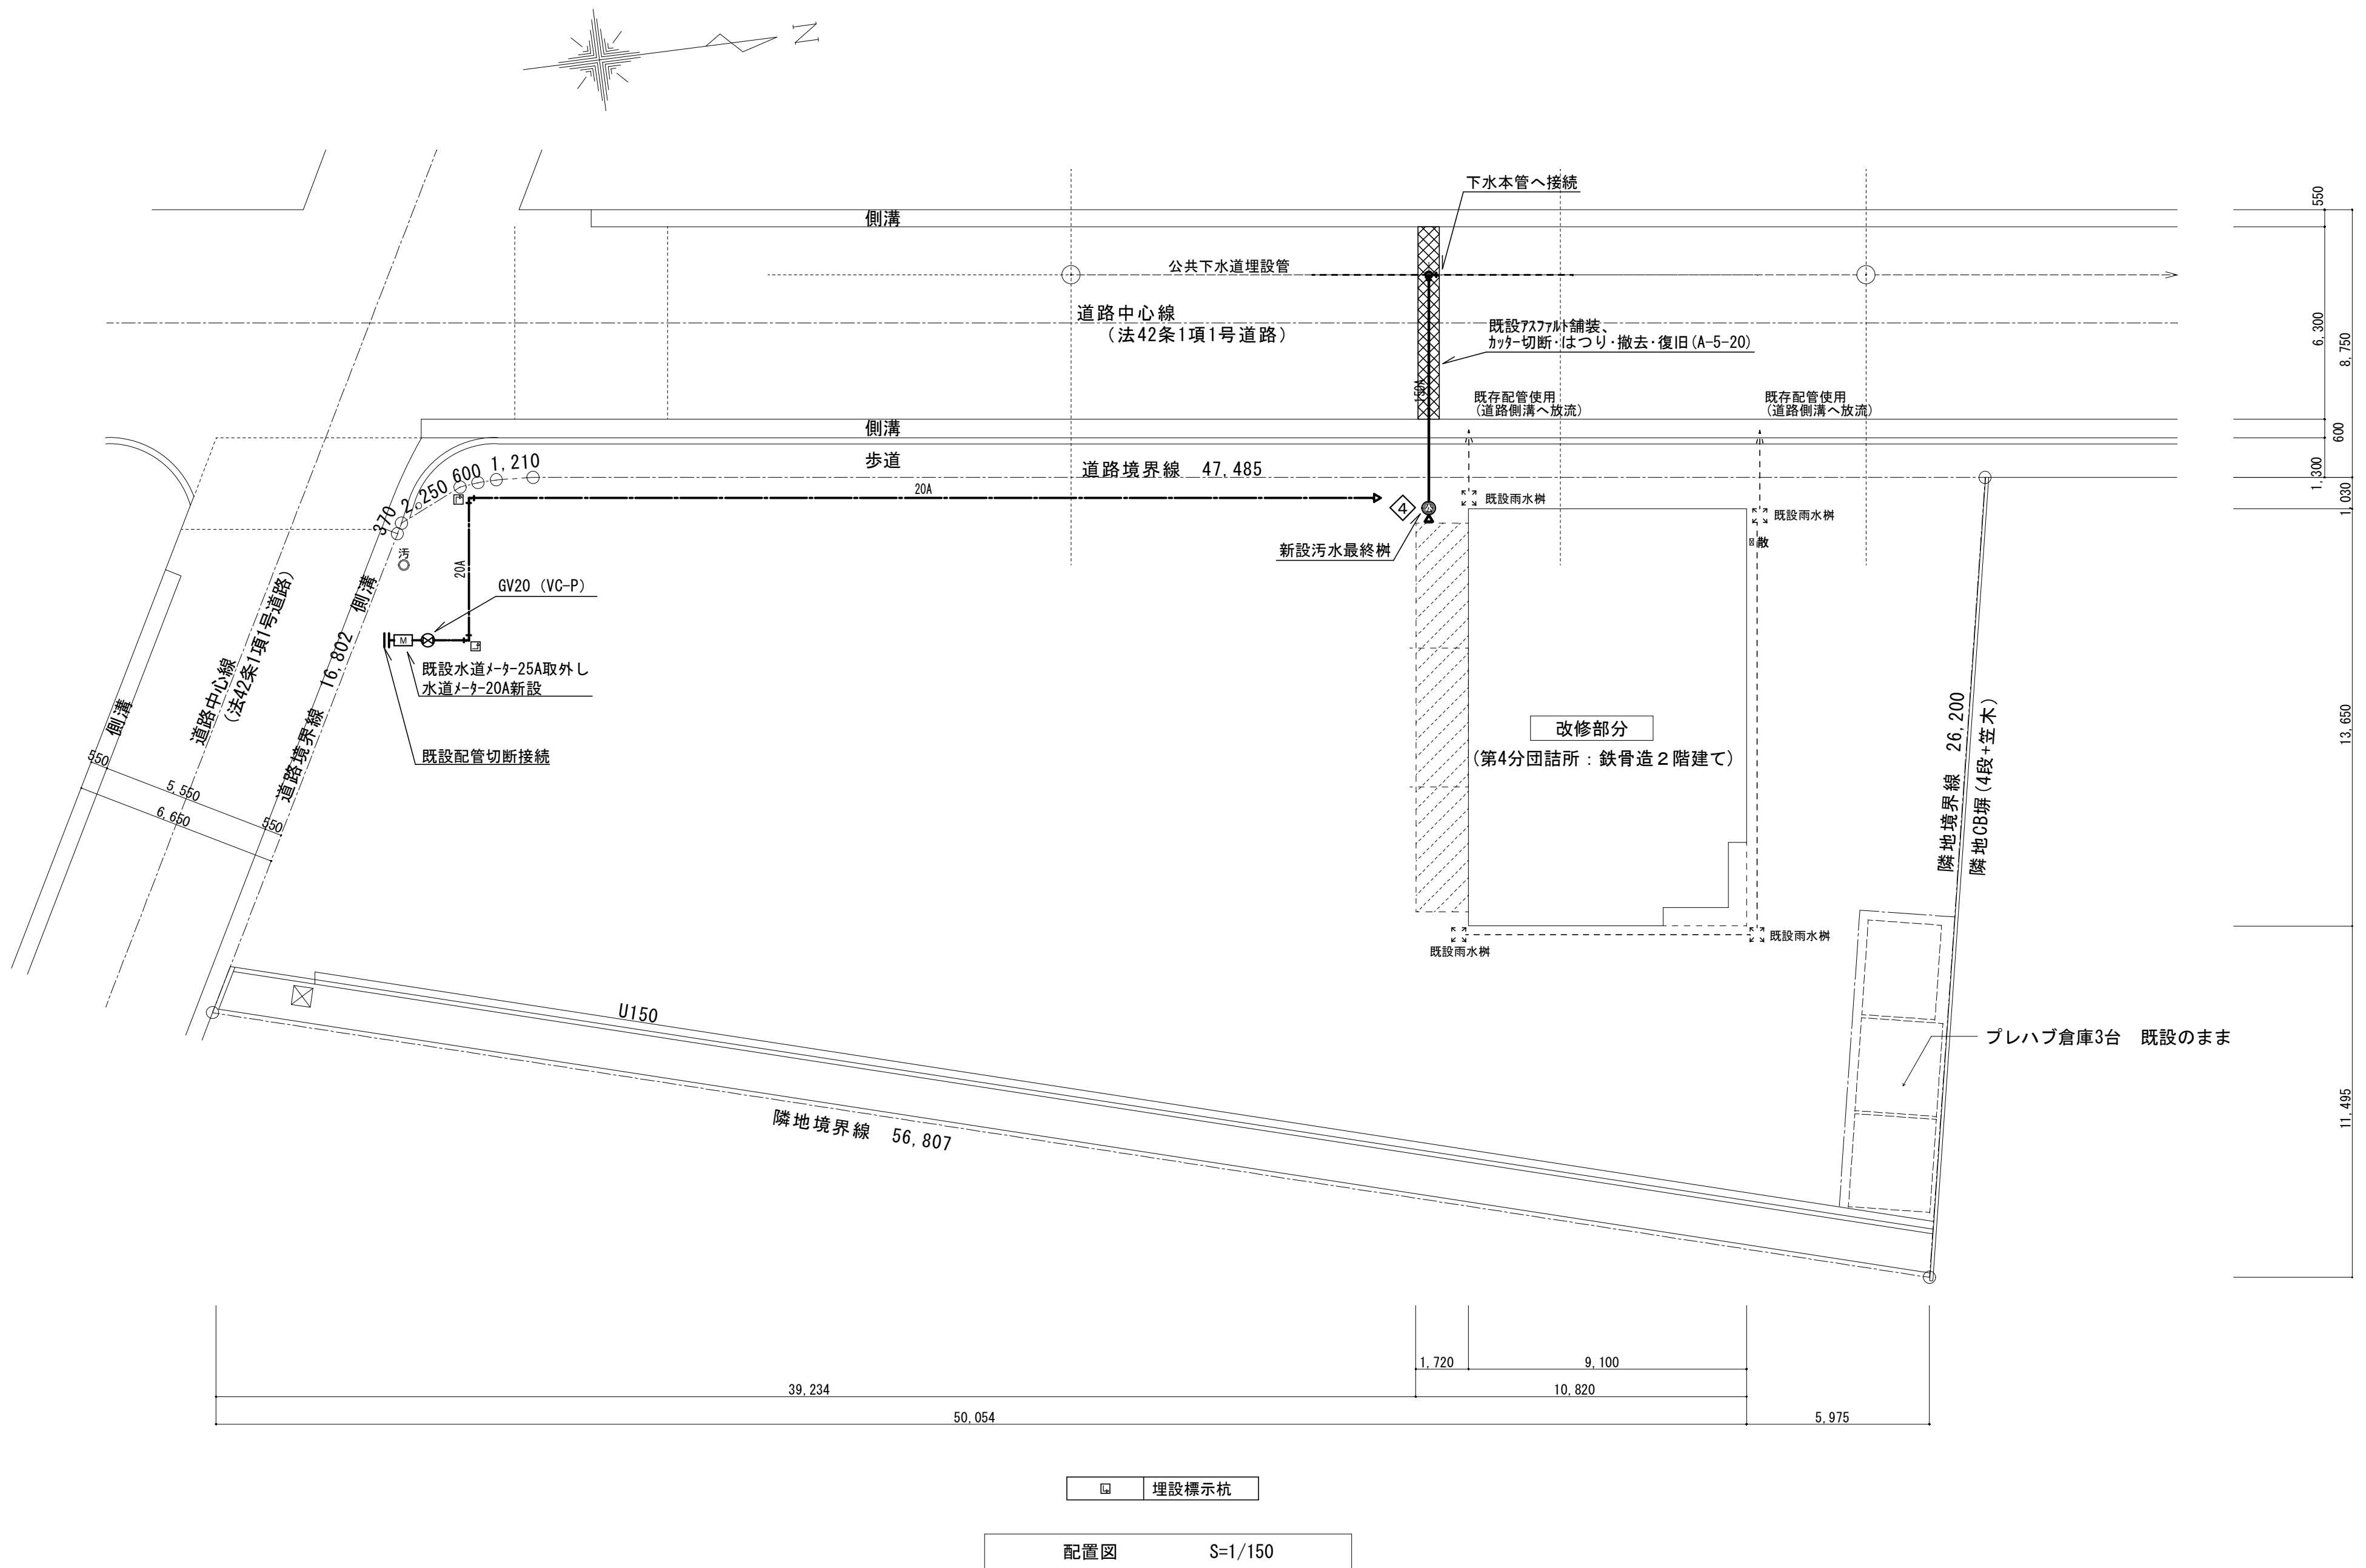 N
下水本管へ接続
側溝
公共下水道埋設管
道路中心線
(法42条1項1号道路)
既設ｱｽﾌｧﾙﾄ舗装、
ｶｯﾀｰ切断・はつり・撤去・復旧(A-5-20)
150A
既存配管使用
(道路側溝へ放流)
既存配管使用
(道路側溝へ放流)
側溝
歩道
道路境界線 47,485
370
2,250
600
1,210
20A
4
既設雨水桝
既設雨水桝
散
新設汚水最終桝
汚
20A
GV20 (VC-P)
M
既設水道ﾒｰﾀｰ25A取外し
水道ﾒｰﾀｰ20A新設
既設配管切断接続
側溝
道路境界線 16,802
道路中心線
(法42条1項1号道路)
側溝
550
5,550
550
6,650
改修部分
(第4分団詰所:鉄骨造2階建て)
隣地境界線 26,200
隣地CB塀(4段+笠木)
既設雨水桝
既設雨水桝
プレハブ倉庫3台 既設のまま
U150
隣地境界線 56,807
550
6,300
8,750
600
1,300
1,030
13,650
11,495
1,720
9,100
39,234
10,820
50,054
5,975
埋設標示杭
配置図 S=1/150